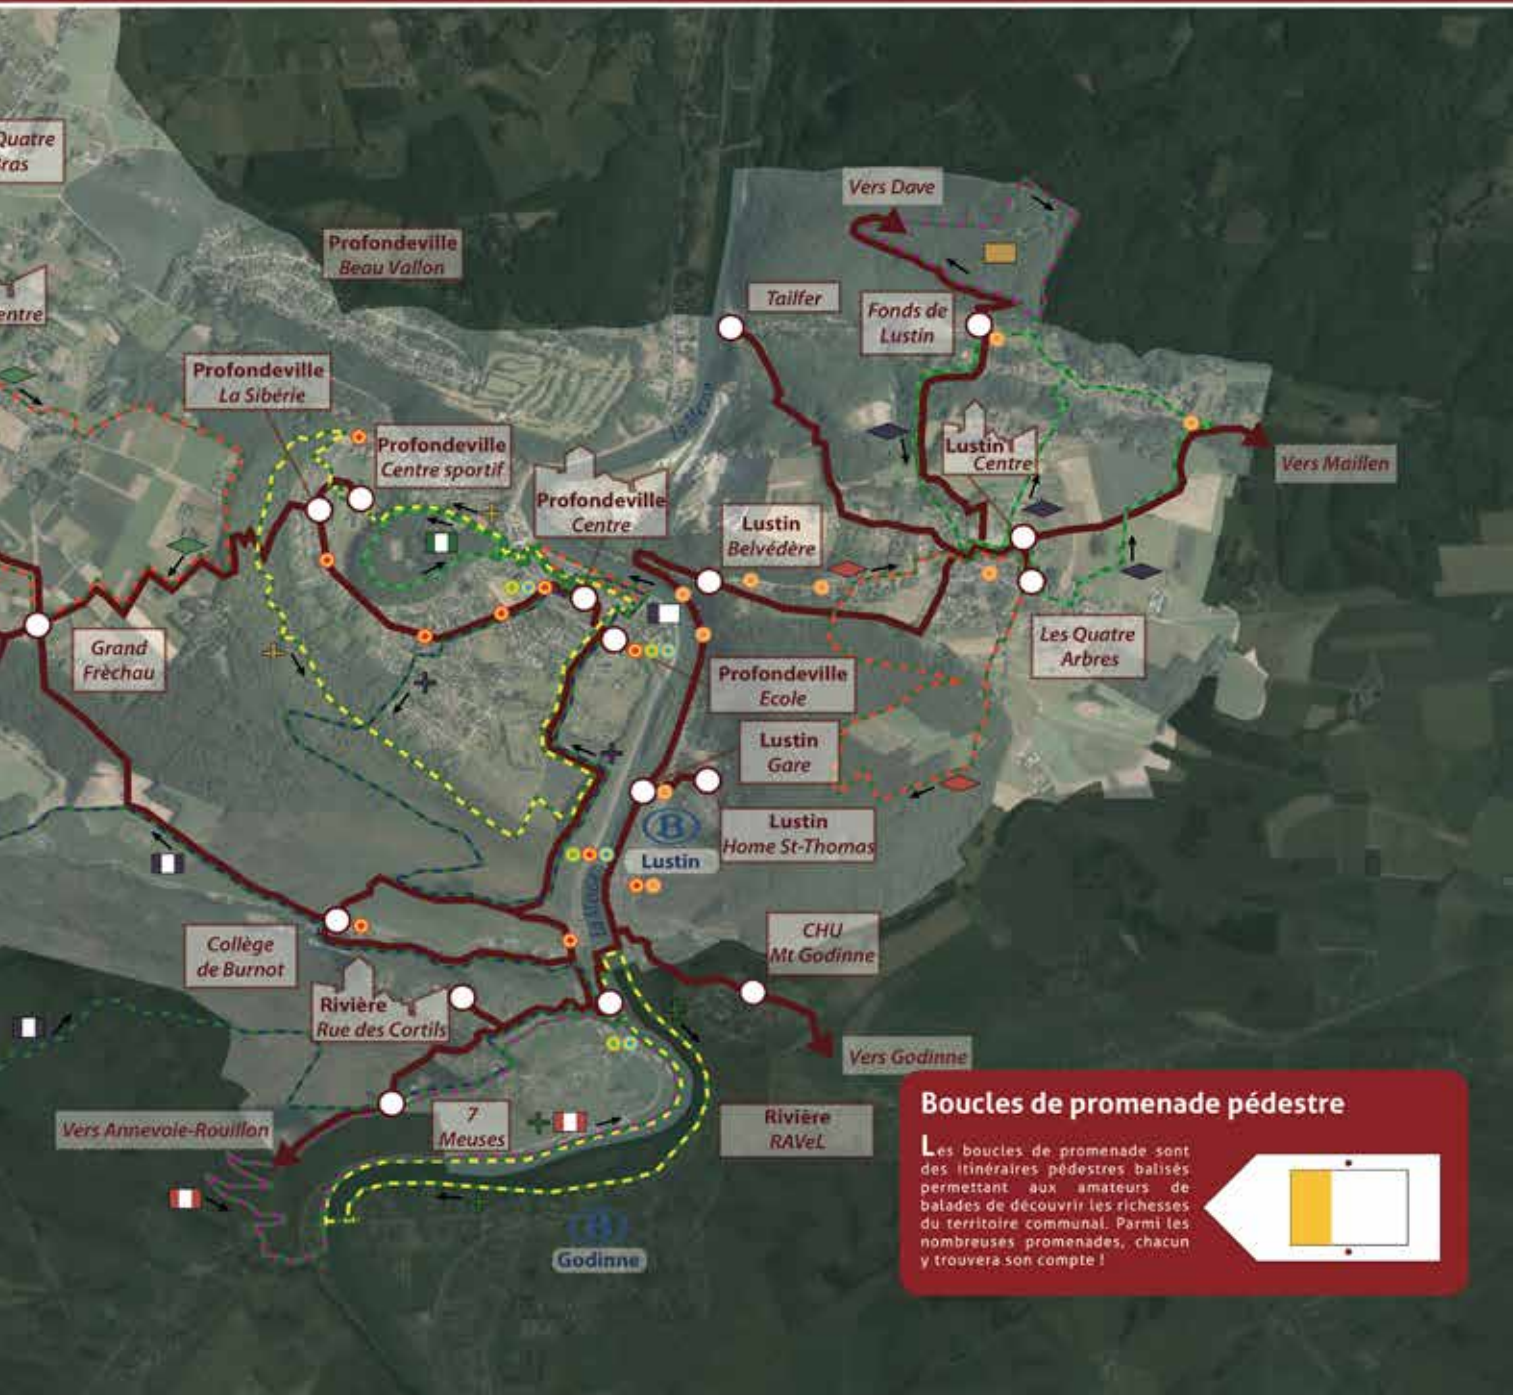 Quatre
Vers Dave
Profondeville
Beau Vallon
Tailfer
Fonds de
Lustin
Profondeville
La Sibérie
Profondeville
Centre sportif
Lustin
Centre
Vers Maillen
Profondeville
Centre
Lustin
Belvédère
La Meuse
Grand
Frèchau
Les Quatre
Arbres
Profondeville
Ecole
Lustin
Gare
Lustin
Home St-Thomas
B
Lustin
La Meuse
Collège
de Burnot
CHU
Mt Godinne
Rivière
Rue des Cortils
Vers Godinne
Vers Annevoie-Rouillon
7
Meuses
Rivière
RAVeL
B
Godinne
Boucles de promenade pédestre
Les boucles de promenade sont
des itinéraires pédestres balisés
permettant aux amateurs de
balades de découvrir les richesses
du territoire communal. Parmi les
nombreuses promenades, chacun
y trouvera son compte !